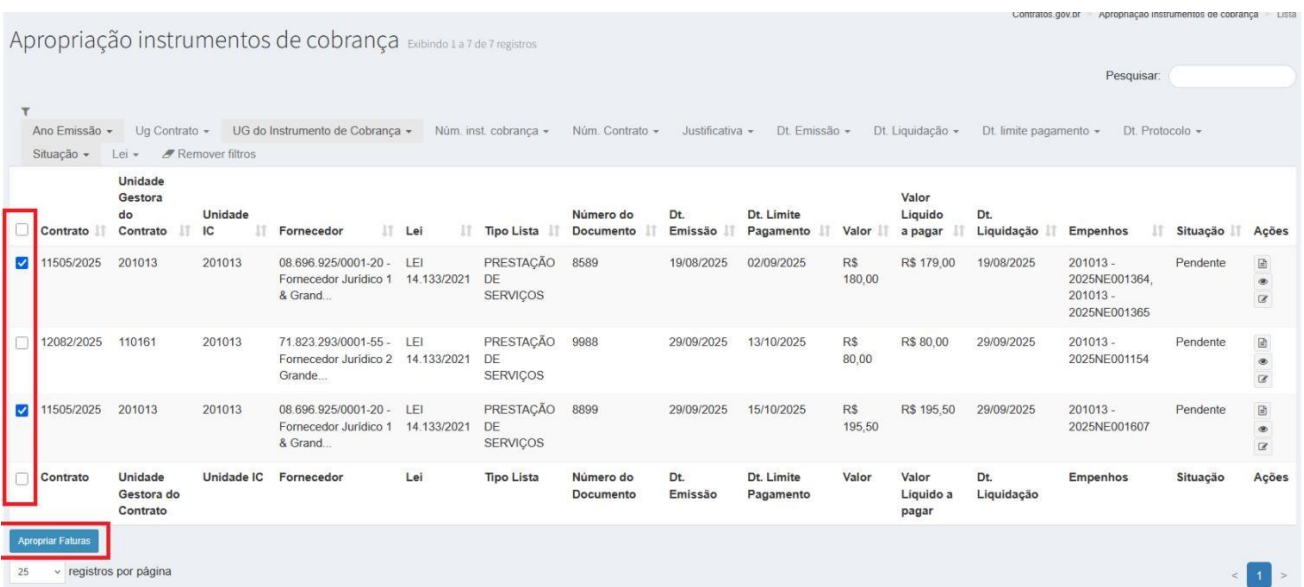 Contratos.gov.br Apropriação instrumentos de cobrança Lista
Apropriação instrumentos de cobrança Exibindo 1 a 7 de 7 registros
Pesquisar:
Ano Emissão Ug Contrato UG do Instrumento de Cobrança Núm. inst. cobrança Núm. Contrato Justificativa Dt. Emissão Dt. Liquidação Dt. limite pagamento Dt. Protocolo
Situação Lei Remover filtros
Contrato Unidade Gestora do Contrato Unidade IC Fornecedor Lei Tipo Lista Número do Documento Dt. Emissão Dt. Limite Pagamento Valor Valor Liquido a pagar Dt. Liquidação Empenhos Situação Ações
11505/2025 201013 201013 08.696.925/0001-20 - Fornecedor Jurídico 1 & Grand... LEI 14.133/2021 PRESTAÇÃO DE SERVIÇOS 8589 19/08/2025 02/09/2025 R$ 180,00 R$ 179,00 19/08/2025 201013 - 2025NE001364, 201013 - 2025NE001365 Pendente
12082/2025 110161 201013 71.823.293/0001-55 - Fornecedor Jurídico 2 Grande... LEI 14.133/2021 PRESTAÇÃO DE SERVIÇOS 9988 29/09/2025 13/10/2025 R$ 80,00 R$ 80,00 29/09/2025 201013 - 2025NE001154 Pendente
11505/2025 201013 201013 08.696.925/0001-20 - Fornecedor Jurídico 1 & Grand... LEI 14.133/2021 PRESTAÇÃO DE SERVIÇOS 8899 29/09/2025 15/10/2025 R$ 195,50 R$ 195,50 29/09/2025 201013 - 2025NE001607 Pendente
Contrato Unidade Gestora do Contrato Unidade IC Fornecedor Lei Tipo Lista Número do Documento Dt. Emissão Dt. Limite Pagamento Valor Valor Liquido a pagar Dt. Liquidação Empenhos Situação Ações
Apropriar Faturas
25 registros por página
< 1 >